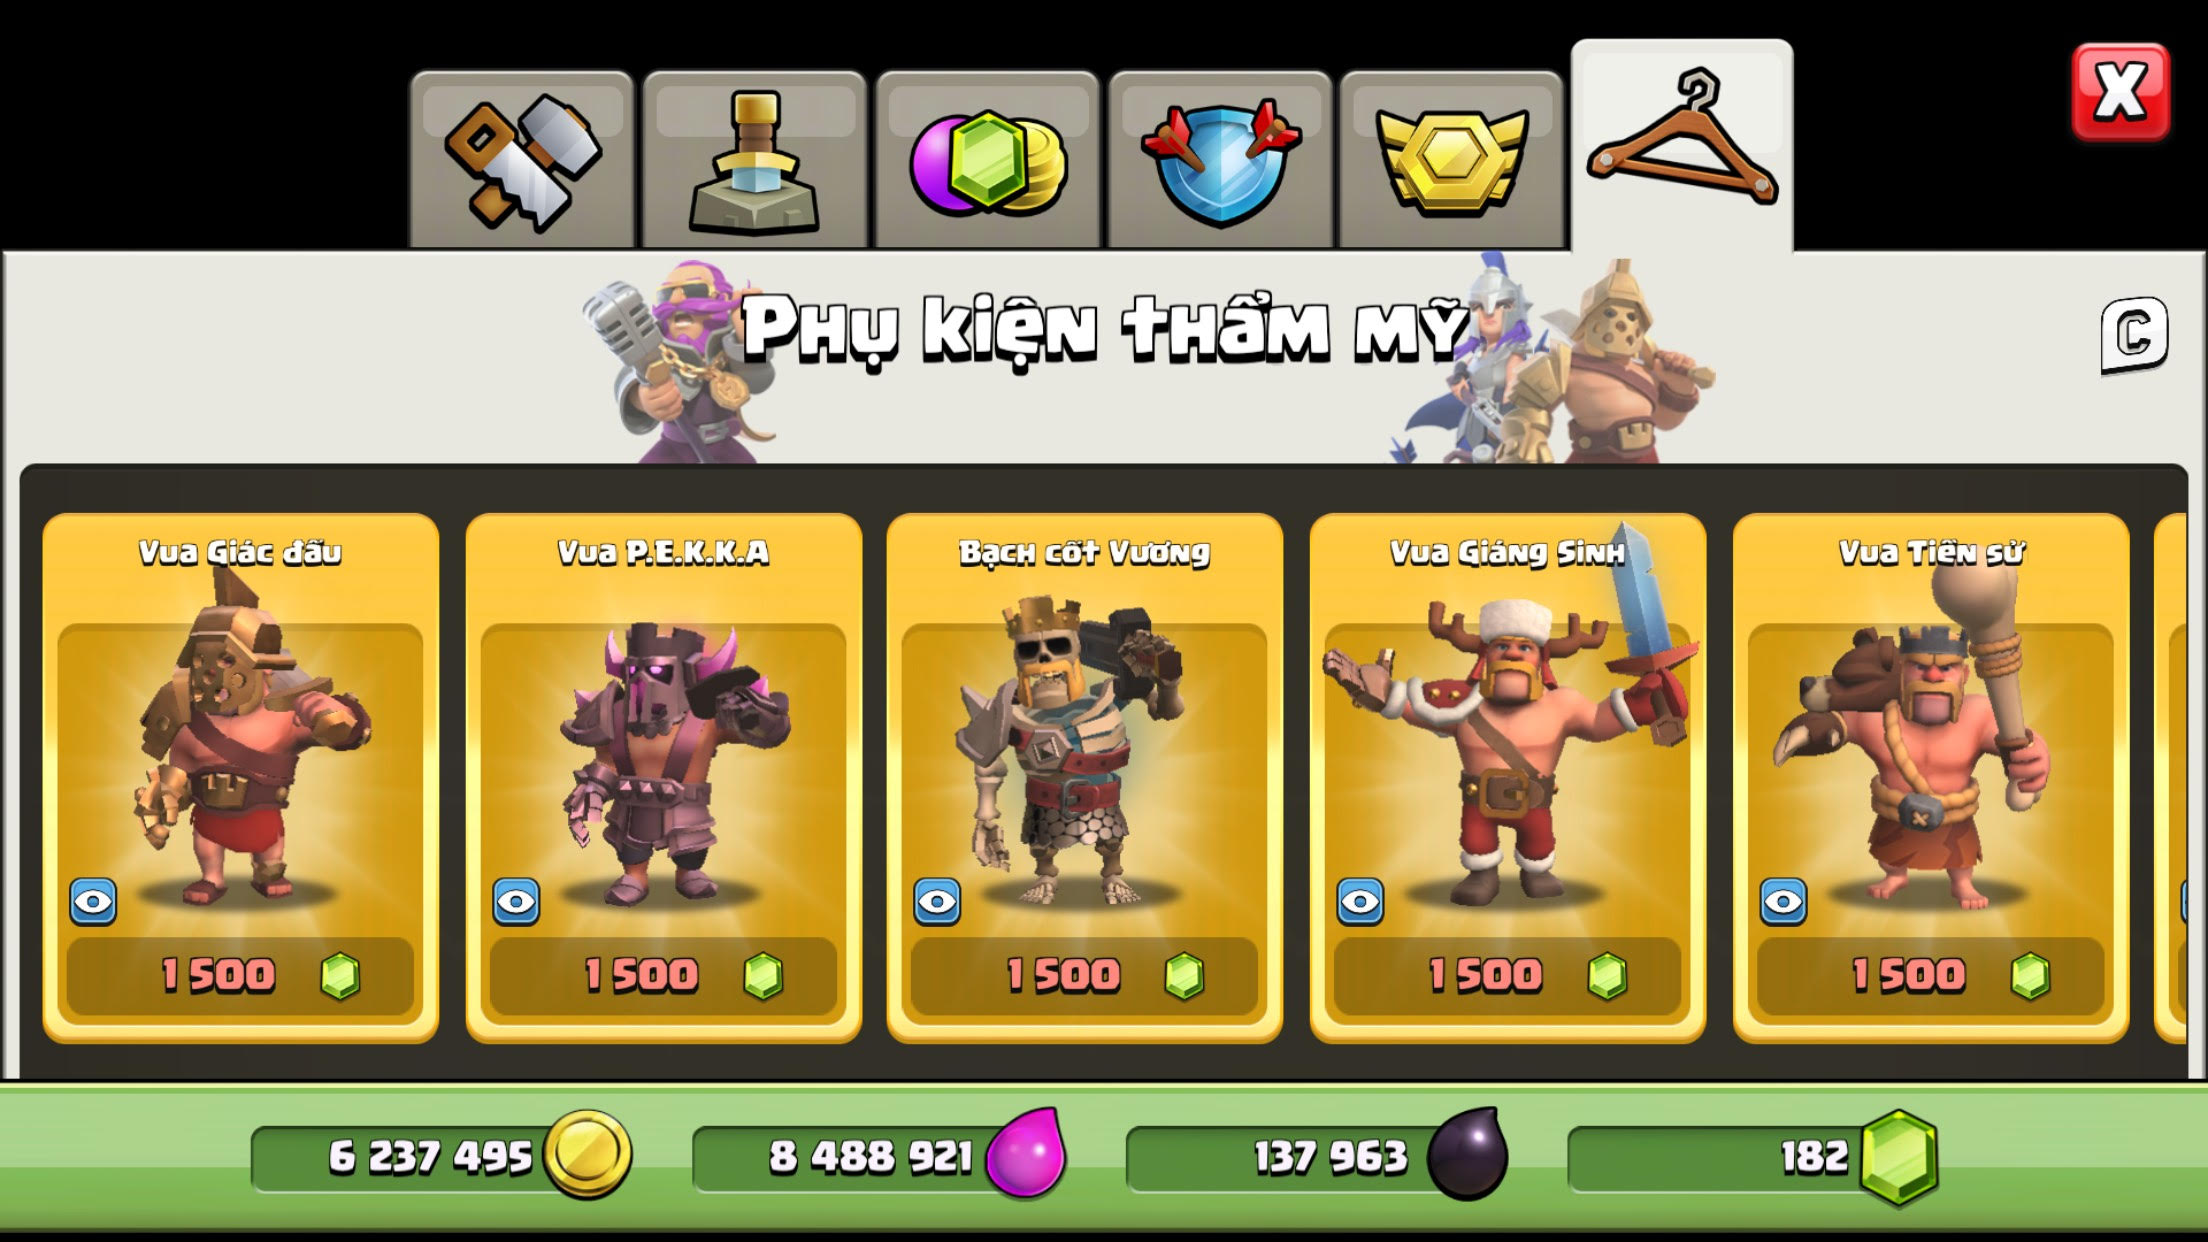 X
Phụ kiện thẩm mỹ
C
Vua Giác đấu
Vua P.E.K.K.A
Bạch cốt Vương
Vua Giáng Sinh
Vua Tiền sử
1 500
1 500
1 500
1 500
1 500
6 237 495
8 488 921
137 963
182